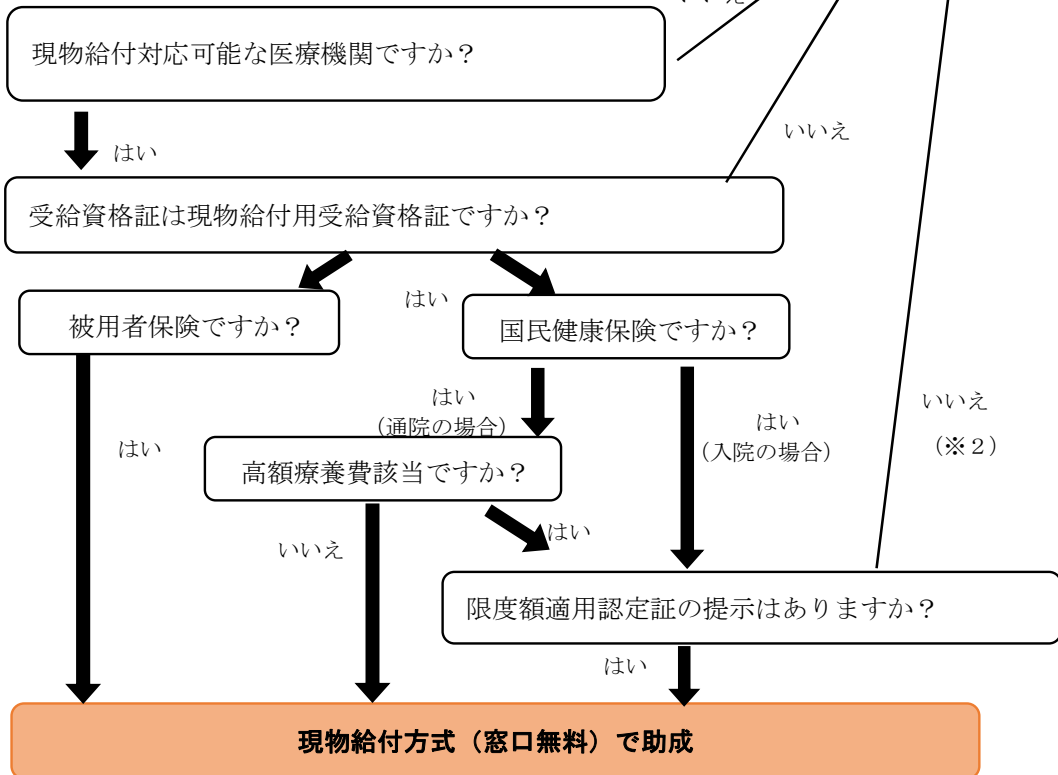 現物給付対応可能な医療機関ですか？
はい
いいえ
受給資格証は現物給付用受給資格証ですか？
はい
被用者保険ですか？
国民健康保険ですか？
はい
（通院の場合）
はい
（入院の場合）
いいえ
（※２）
はい
高額療養費該当ですか？
いいえ
はい
限度額適用認定証の提示はありますか？
はい
現物給付方式（窓口無料）で助成